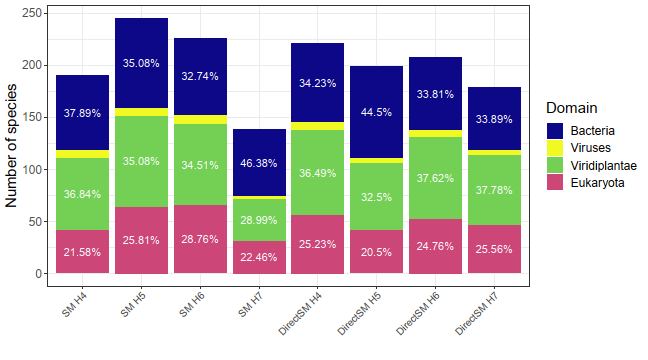 Number of species
250
200
150
100
50
0
37.89%
36.84%
21.58%
35.08%
35.08%
25.81%
32.74%
34.51%
28.76%
46.38%
28.99%
22.46%
34.23%
36.49%
25.23%
44.5%
32.5%
20.5%
33.81%
37.62%
24.76%
33.89%
37.78%
25.56%
SM H4
SM H5
SM H6
SM H7
DirectSM H4
DirectSM H5
DirectSM H6
DirectSM H7
Domain
Bacteria
Viruses
Viridiplantae
Eukaryota